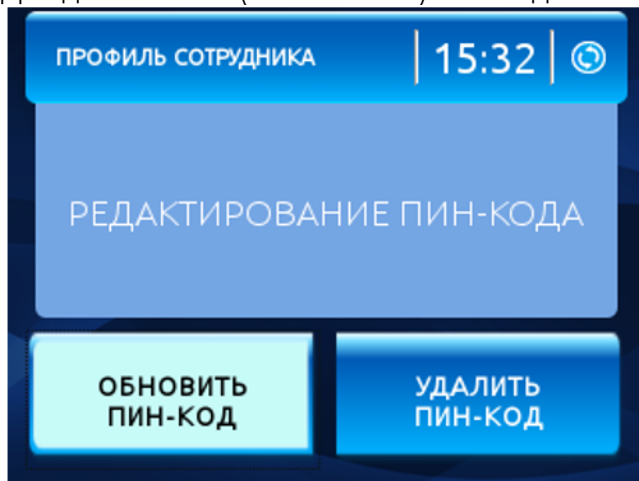 ПРОФИЛЬ СОТРУДНИКА
15:32
РЕДАКТИРОВАНИЕ ПИН-КОДА
ОБНОВИТЬ
ПИН-КОД
УДАЛИТЬ
ПИН-КОД